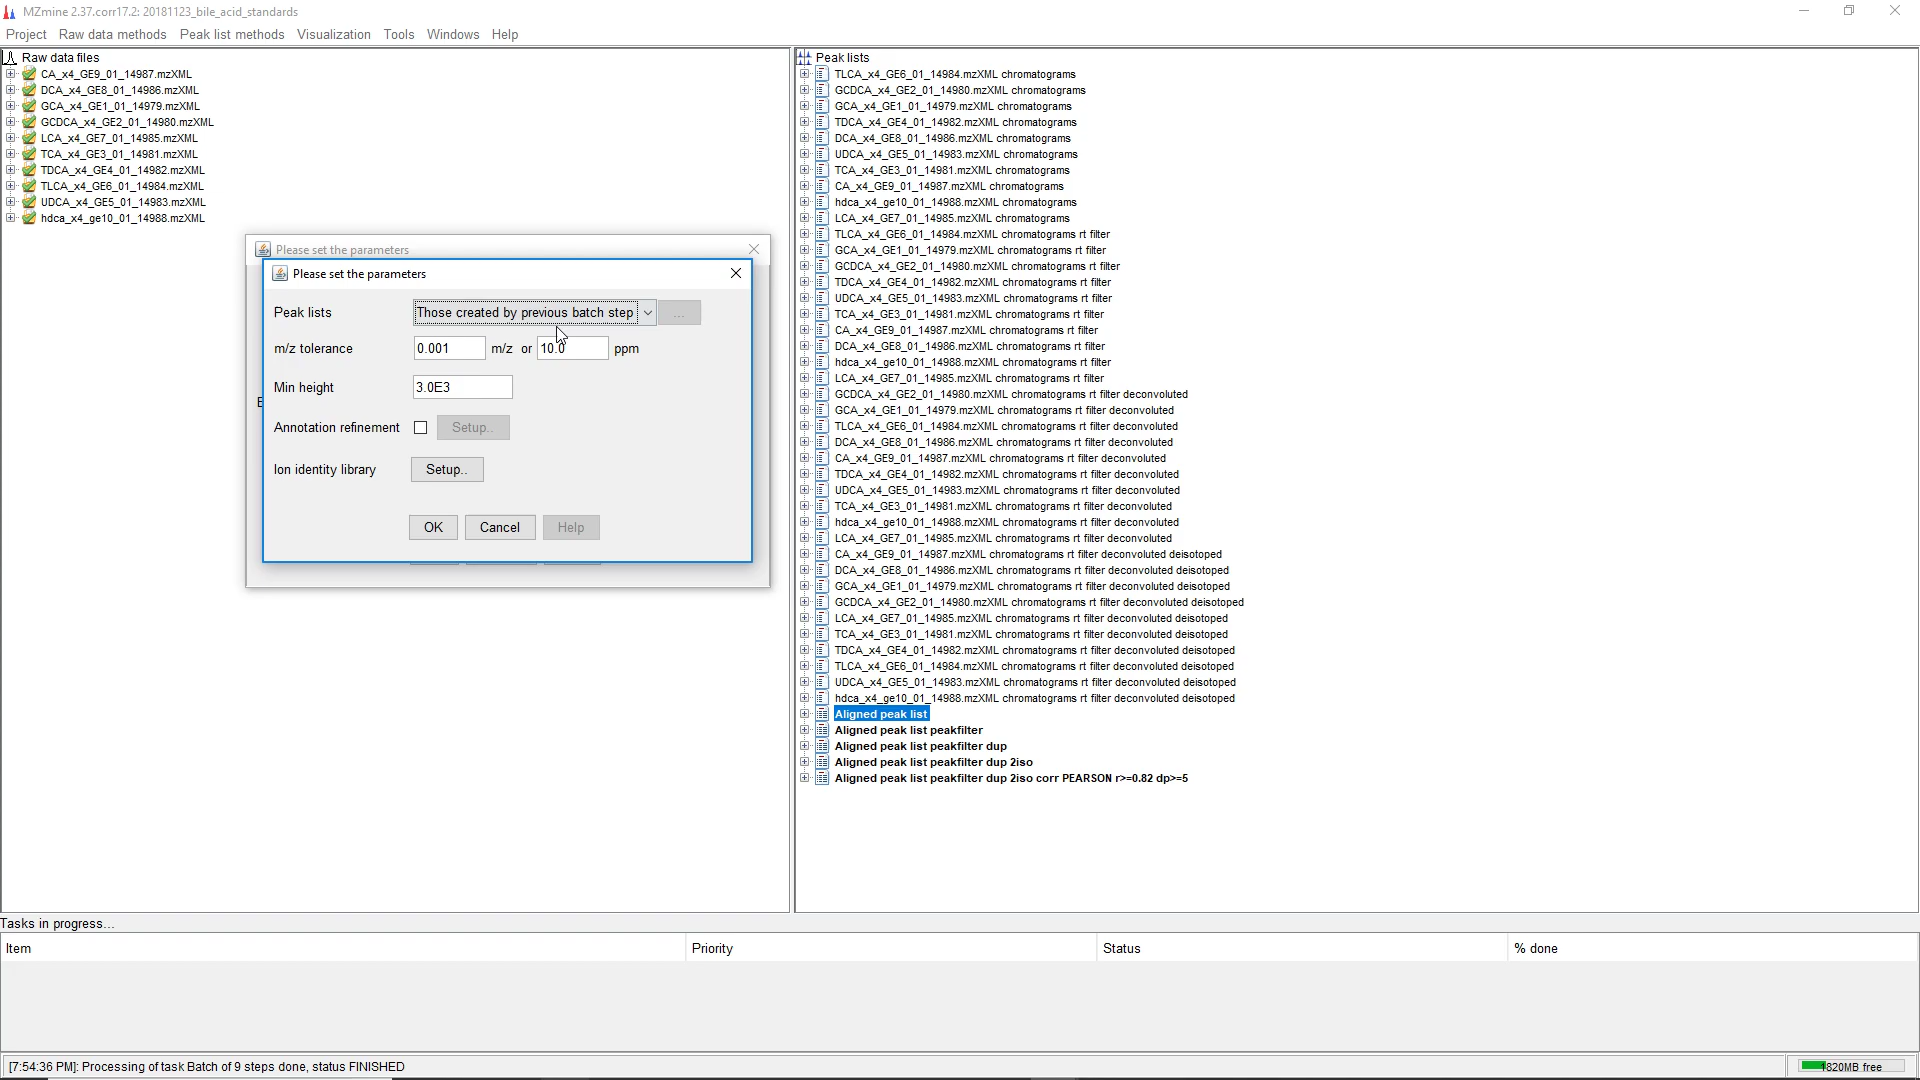 MZmine 2.37.corr17.2: 20181123_bile_acid_standards
Project Raw data methods Peak list methods Visualization Tools Windows Help
Raw data files
CA_x4_GE9_01_14987.mzXML
DCA_x4_GE8_01_14986.mzXML
GCA_x4_GE1_01_14979.mzXML
GCDCA_x4_GE2_01_14980.mzXML
LCA_x4_GE7_01_14985.mzXML
TCA_x4_GE3_01_14981.mzXML
TDCA_x4_GE4_01_14982.mzXML
TLCA_x4_GE6_01_14984.mzXML
UDCA_x4_GE5_01_14983.mzXML
hdca_x4_ge10_01_14988.mzXML
Please set the parameters
Please set the parameters
Peak lists Those created by previous batch step ...
m/z tolerance 0.001 m/z or 10.0 ppm
Min height 3.0E3
Annotation refinement Setup..
Ion identity library Setup..
OK Cancel Help
Peak lists
TLCA_x4_GE6_01_14984.mzXML chromatograms
GCDCA_x4_GE2_01_14980.mzXML chromatograms
GCA_x4_GE1_01_14979.mzXML chromatograms
TDCA_x4_GE4_01_14982.mzXML chromatograms
DCA_x4_GE8_01_14986.mzXML chromatograms
UDCA_x4_GE5_01_14983.mzXML chromatograms
TCA_x4_GE3_01_14981.mzXML chromatograms
CA_x4_GE9_01_14987.mzXML chromatograms
hdca_x4_ge10_01_14988.mzXML chromatograms
LCA_x4_GE7_01_14985.mzXML chromatograms
TLCA_x4_GE6_01_14984.mzXML chromatograms rt filter
GCA_x4_GE1_01_14979.mzXML chromatograms rt filter
GCDCA_x4_GE2_01_14980.mzXML chromatograms rt filter
TDCA_x4_GE4_01_14982.mzXML chromatograms rt filter
UDCA_x4_GE5_01_14983.mzXML chromatograms rt filter
TCA_x4_GE3_01_14981.mzXML chromatograms rt filter
CA_x4_GE9_01_14987.mzXML chromatograms rt filter
DCA_x4_GE8_01_14986.mzXML chromatograms rt filter
hdca_x4_ge10_01_14988.mzXML chromatograms rt filter
LCA_x4_GE7_01_14985.mzXML chromatograms rt filter
GCDCA_x4_GE2_01_14980.mzXML chromatograms rt filter deconvoluted
GCA_x4_GE1_01_14979.mzXML chromatograms rt filter deconvoluted
TLCA_x4_GE6_01_14984.mzXML chromatograms rt filter deconvoluted
DCA_x4_GE8_01_14986.mzXML chromatograms rt filter deconvoluted
CA_x4_GE9_01_14987.mzXML chromatograms rt filter deconvoluted
TDCA_x4_GE4_01_14982.mzXML chromatograms rt filter deconvoluted
UDCA_x4_GE5_01_14983.mzXML chromatograms rt filter deconvoluted
TCA_x4_GE3_01_14981.mzXML chromatograms rt filter deconvoluted
hdca_x4_ge10_01_14988.mzXML chromatograms rt filter deconvoluted
LCA_x4_GE7_01_14985.mzXML chromatograms rt filter deconvoluted
CA_x4_GE9_01_14987.mzXML chromatograms rt filter deconvoluted deisotoped
DCA_x4_GE8_01_14986.mzXML chromatograms rt filter deconvoluted deisotoped
GCA_x4_GE1_01_14979.mzXML chromatograms rt filter deconvoluted deisotoped
GCDCA_x4_GE2_01_14980.mzXML chromatograms rt filter deconvoluted deisotoped
LCA_x4_GE7_01_14985.mzXML chromatograms rt filter deconvoluted deisotoped
TCA_x4_GE3_01_14981.mzXML chromatograms rt filter deconvoluted deisotoped
TDCA_x4_GE4_01_14982.mzXML chromatograms rt filter deconvoluted deisotoped
TLCA_x4_GE6_01_14984.mzXML chromatograms rt filter deconvoluted deisotoped
UDCA_x4_GE5_01_14983.mzXML chromatograms rt filter deconvoluted deisotoped
hdca_x4_ge10_01_14988.mzXML chromatograms rt filter deconvoluted deisotoped
Aligned peak list
Aligned peak list peakfilter
Aligned peak list peakfilter dup
Aligned peak list peakfilter dup 2iso
Aligned peak list peakfilter dup 2iso corr PEARSON r>=0.82 dp>=5
Tasks in progress...
Item Priority Status % done
[7:54:36 PM]: Processing of task Batch of 9 steps done, status FINISHED
1820MB free